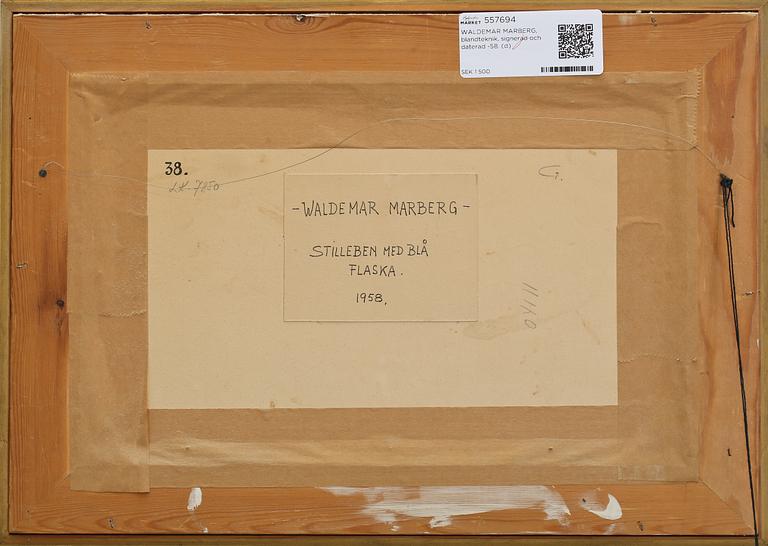 MARKET 557694
WALDEMAR MARBERG,
blandteknik, signerad och
daterad -58. (d)
SEK 1 500
38.
- WALDEMAR MARBERG -
STILLEBEN MED BLÅ
FLASKA.
1958.